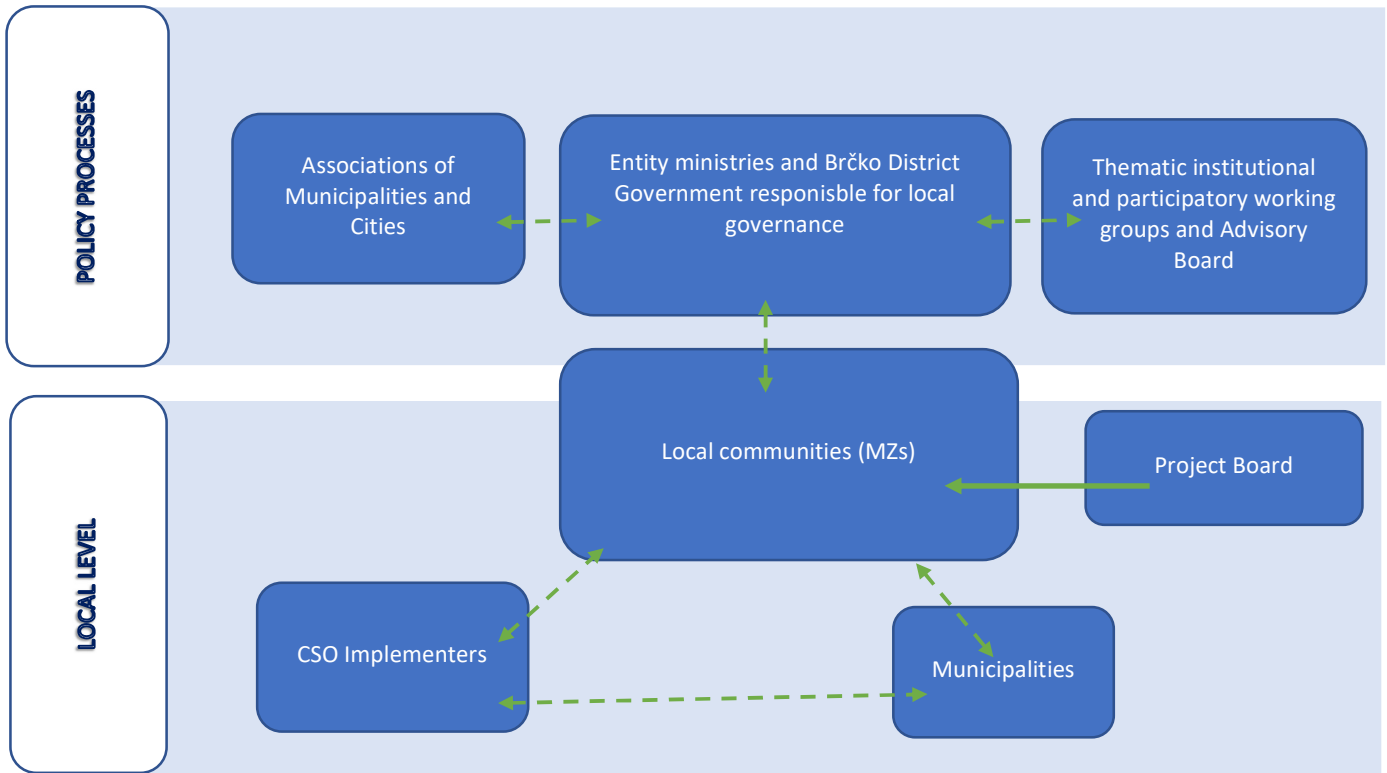 POLICY PROCESSES
Associations of
Municipalities and
Cities
Entity ministries and Brčko District
Government responisble for local
governance
Thematic institutional
and participatory working
groups and Advisory
Board
LOCAL LEVEL
Local communities (MZs)
Project Board
CSO Implementers
Municipalities